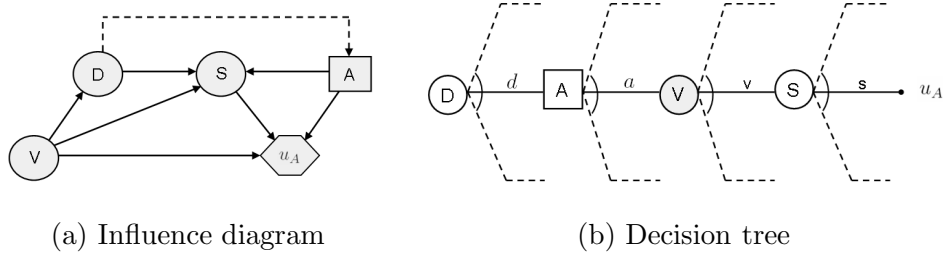 D
S
A
V
u_A
D
d
A
a
V
v
S
s
u_A
(a) Influence diagram
(b) Decision tree